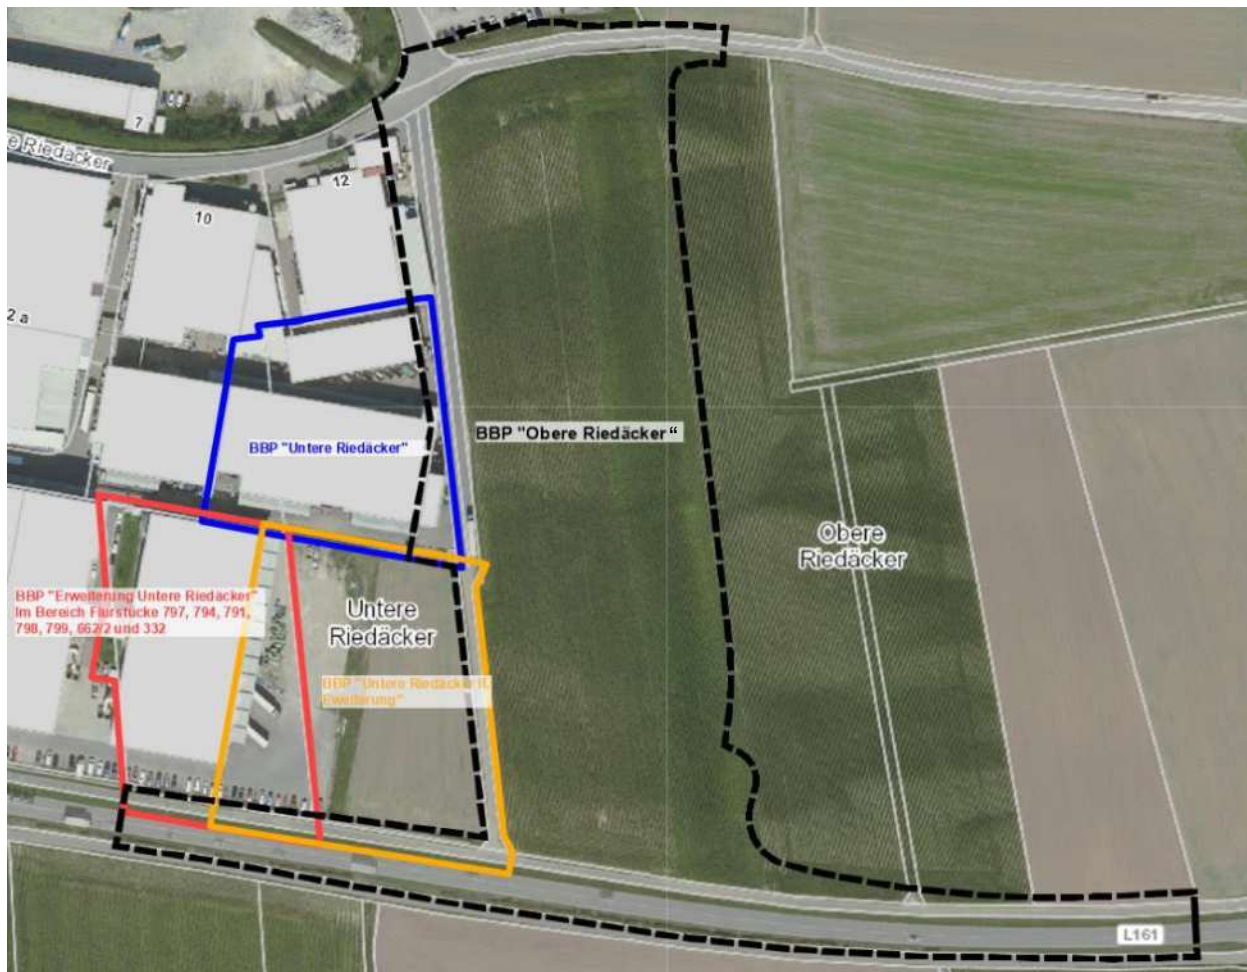 7
e Riedäcker
12
10
2 a
BBP "Obere Riedäcker“
BBP "Untere Riedäcker"
Obere
Riedäcker
BBP "Erweiterung Untere Riedäcker"
Im Bereich Flurstücke 797, 794, 791,
798, 799, 662/2 und 332
Untere
Riedäcker
BBP "Untere Riedäcker II.
Eweiterung"
L161